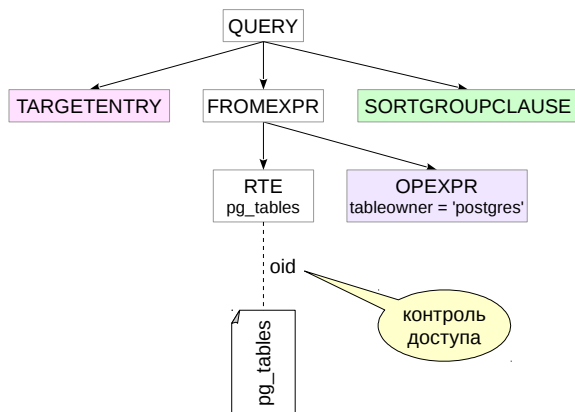 QUERY
TARGETENTRY
FROMEXPR
SORTGROUPCLAUSE
RTE
pg_tables
OPEXPR
tableowner = 'postgres'
oid
контроль
доступа
pg_tables